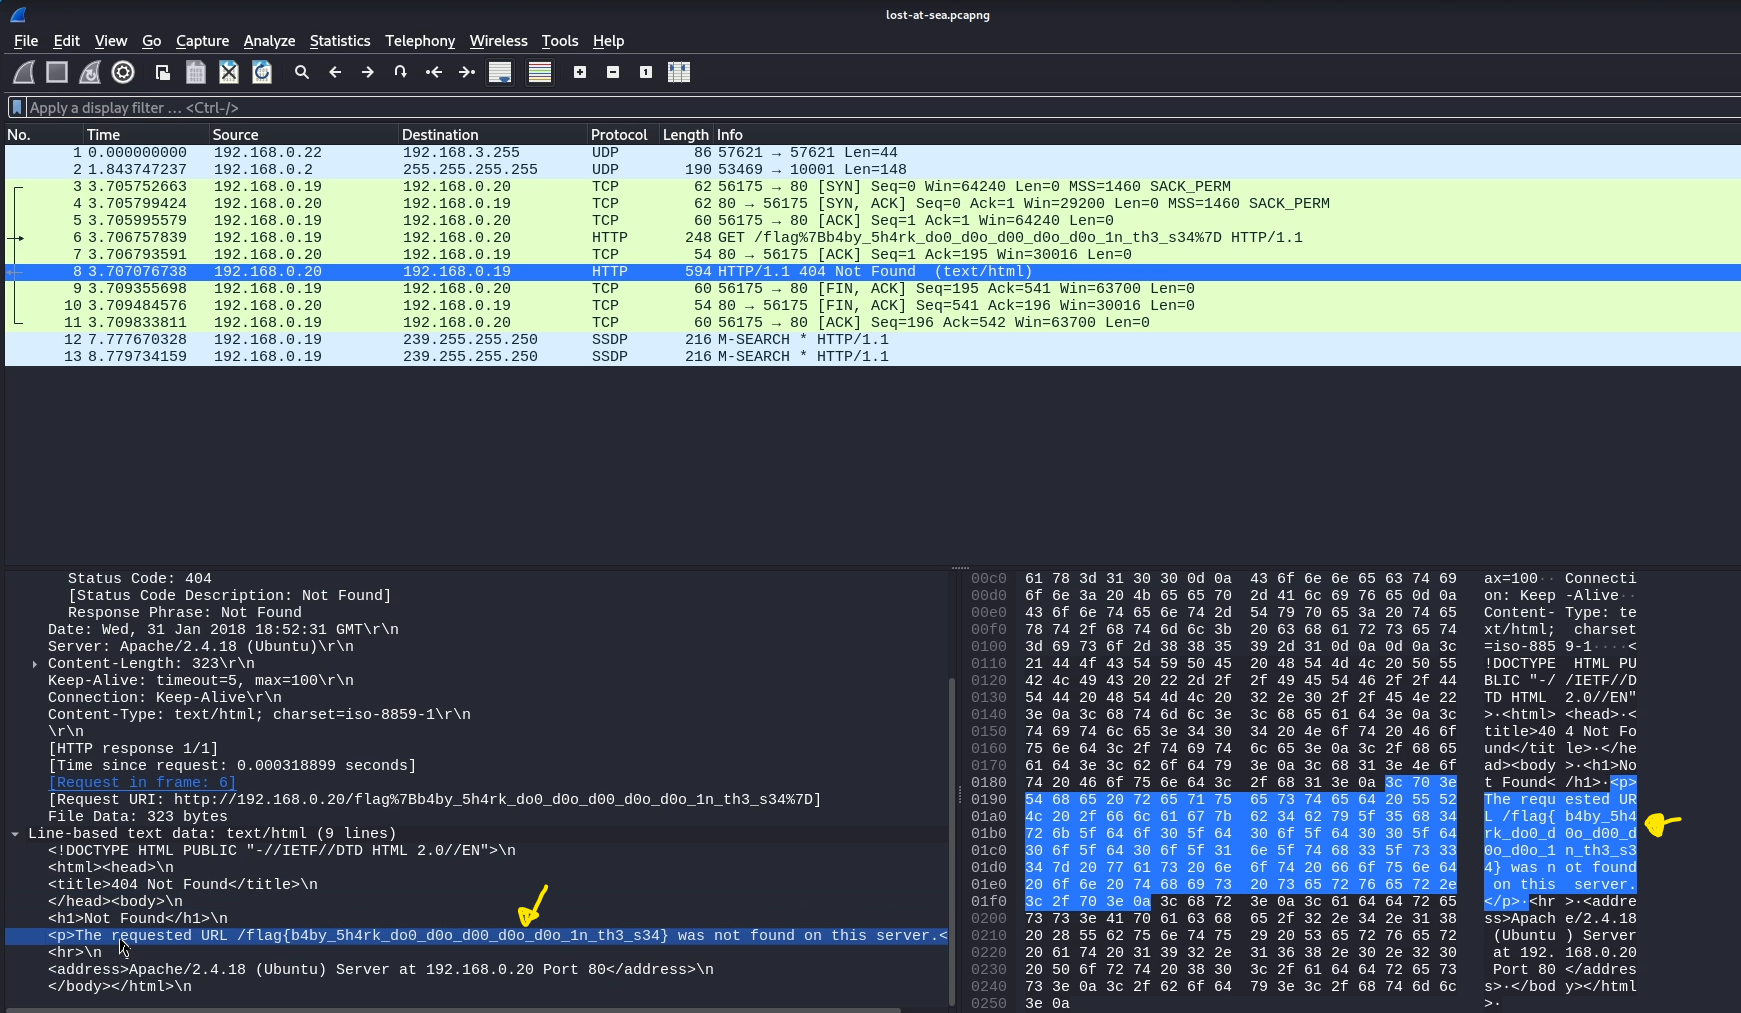 lost-at-sea.pcapng
File Edit View Go Capture Analyze Statistics Telephony Wireless Tools Help
Apply a display filter ... <Ctrl-/>
No. Time Source Destination Protocol Length Info
1 0.000000000 192.168.0.22 192.168.3.255 UDP 86 57621 → 57621 Len=44
2 1.843747237 192.168.0.2 255.255.255.255 UDP 190 53469 → 10001 Len=148
3 3.705752663 192.168.0.19 192.168.0.20 TCP 62 56175 → 80 [SYN] Seq=0 Win=64240 Len=0 MSS=1460 SACK_PERM
4 3.705799424 192.168.0.20 192.168.0.19 TCP 62 80 → 56175 [SYN, ACK] Seq=0 Ack=1 Win=29200 Len=0 MSS=1460 SACK_PERM
5 3.705995579 192.168.0.19 192.168.0.20 TCP 60 56175 → 80 [ACK] Seq=1 Ack=1 Win=64240 Len=0
6 3.706757839 192.168.0.19 192.168.0.20 HTTP 248 GET /flag%7Bb4by_5h4rk_do0_d0o_d00_d0o_d0o_1n_th3_s34%7D HTTP/1.1
7 3.706793591 192.168.0.20 192.168.0.19 TCP 54 80 → 56175 [ACK] Seq=1 Ack=195 Win=30016 Len=0
8 3.707076738 192.168.0.20 192.168.0.19 HTTP 594 HTTP/1.1 404 Not Found (text/html)
9 3.709355698 192.168.0.19 192.168.0.20 TCP 60 56175 → 80 [FIN, ACK] Seq=195 Ack=541 Win=63700 Len=0
10 3.709484576 192.168.0.20 192.168.0.19 TCP 54 80 → 56175 [FIN, ACK] Seq=541 Ack=196 Win=30016 Len=0
11 3.709833811 192.168.0.19 192.168.0.20 TCP 60 56175 → 80 [ACK] Seq=196 Ack=542 Win=63700 Len=0
12 7.777670328 192.168.0.19 239.255.255.250 SSDP 216 M-SEARCH * HTTP/1.1
13 8.779734159 192.168.0.19 239.255.255.250 SSDP 216 M-SEARCH * HTTP/1.1
Status Code: 404
[Status Code Description: Not Found]
Response Phrase: Not Found
Date: Wed, 31 Jan 2018 18:52:31 GMT\r\n
Server: Apache/2.4.18 (Ubuntu)\r\n
Content-Length: 323\r\n
Keep-Alive: timeout=5, max=100\r\n
Connection: Keep-Alive\r\n
Content-Type: text/html; charset=iso-8859-1\r\n
\r\n
[HTTP response 1/1]
[Time since request: 0.000318899 seconds]
[Request in frame: 6]
[Request URI: http://192.168.0.20/flag%7Bb4by_5h4rk_do0_d0o_d00_d0o_d0o_1n_th3_s34%7D]
File Data: 323 bytes
Line-based text data: text/html (9 lines)
<!DOCTYPE HTML PUBLIC "-//IETF//DTD HTML 2.0//EN">\n
<html><head>\n
<title>404 Not Found</title>\n
</head><body>\n
<h1>Not Found</h1>\n
<p>The requested URL /flag{b4by_5h4rk_do0_d0o_d00_d0o_d0o_1n_th3_s34} was not found on this server.<
<hr>\n
<address>Apache/2.4.18 (Ubuntu) Server at 192.168.0.20 Port 80</address>\n
</body></html>\n
00c0 61 78 3d 31 30 30 0d 0a 43 6f 6e 6e 65 63 74 69 ax=100·· Connecti
00d0 6f 6e 3a 20 4b 65 65 70 2d 41 6c 69 76 65 0d 0a on: Keep -Alive··
00e0 43 6f 6e 74 65 6e 74 2d 54 79 70 65 3a 20 74 65 Content- Type: te
00f0 78 74 2f 68 74 6d 6c 3b 20 63 68 61 72 73 65 74 xt/html; charset
0100 3d 69 73 6f 2d 38 38 35 39 2d 31 0d 0a 0d 0a 3c =iso-885 9-1····<
0110 21 44 4f 43 54 59 50 45 20 48 54 4d 4c 20 50 55 !DOCTYPE HTML PU
0120 42 4c 49 43 20 22 2d 2f 2f 49 45 54 46 2f 2f 44 BLIC "-/ /IETF//D
0130 54 44 20 48 54 4d 4c 20 32 2e 30 2f 2f 45 4e 22 TD HTML 2.0//EN"
0140 3e 0a 3c 68 74 6d 6c 3e 3c 68 65 61 64 3e 0a 3c >·<html> <head>·<
0150 74 69 74 6c 65 3e 34 30 34 20 4e 6f 74 20 46 6f title>40 4 Not Fo
0160 75 6e 64 3c 2f 74 69 74 6c 65 3e 0a 3c 2f 68 65 und</tit le>·</he
0170 61 64 3e 3c 62 6f 64 79 3e 0a 3c 68 31 3e 4e 6f ad><body >·<h1>No
0180 74 20 46 6f 75 6e 64 3c 2f 68 31 3e 0a 3c 70 3e t Found< /h1>·<p>
0190 54 68 65 20 72 65 71 75 65 73 74 65 64 20 55 52 The requ ested UR
01a0 4c 20 2f 66 6c 61 67 7b 62 34 62 79 5f 35 68 34 L /flag{ b4by_5h4
01b0 72 6b 5f 64 6f 30 5f 64 30 6f 5f 64 30 30 5f 64 rk_do0_d 0o_d00_d
01c0 30 6f 5f 64 30 6f 5f 31 6e 5f 74 68 33 5f 73 33 0o_d0o_1 n_th3_s3
01d0 34 7d 20 77 61 73 20 6e 6f 74 20 66 6f 75 6e 64 4} was n ot found
01e0 20 6f 6e 20 74 68 69 73 20 73 65 72 76 65 72 2e on this server.
01f0 3c 2f 70 3e 0a 3c 68 72 3e 0a 3c 61 64 64 72 65 </p>·<hr >·<addre
0200 73 73 3e 41 70 61 63 68 65 2f 32 2e 34 2e 31 38 ss>Apach e/2.4.18
0210 20 28 55 62 75 6e 74 75 29 20 53 65 72 76 65 72 (Ubuntu ) Server
0220 20 61 74 20 31 39 32 2e 31 36 38 2e 30 2e 32 30 at 192. 168.0.20
0230 20 50 6f 72 74 20 38 30 3c 2f 61 64 64 72 65 73 Port 80 </addres
0240 73 3e 0a 3c 2f 62 6f 64 79 3e 3c 2f 68 74 6d 6c s>·</bod y></html
0250 3e 0a >·